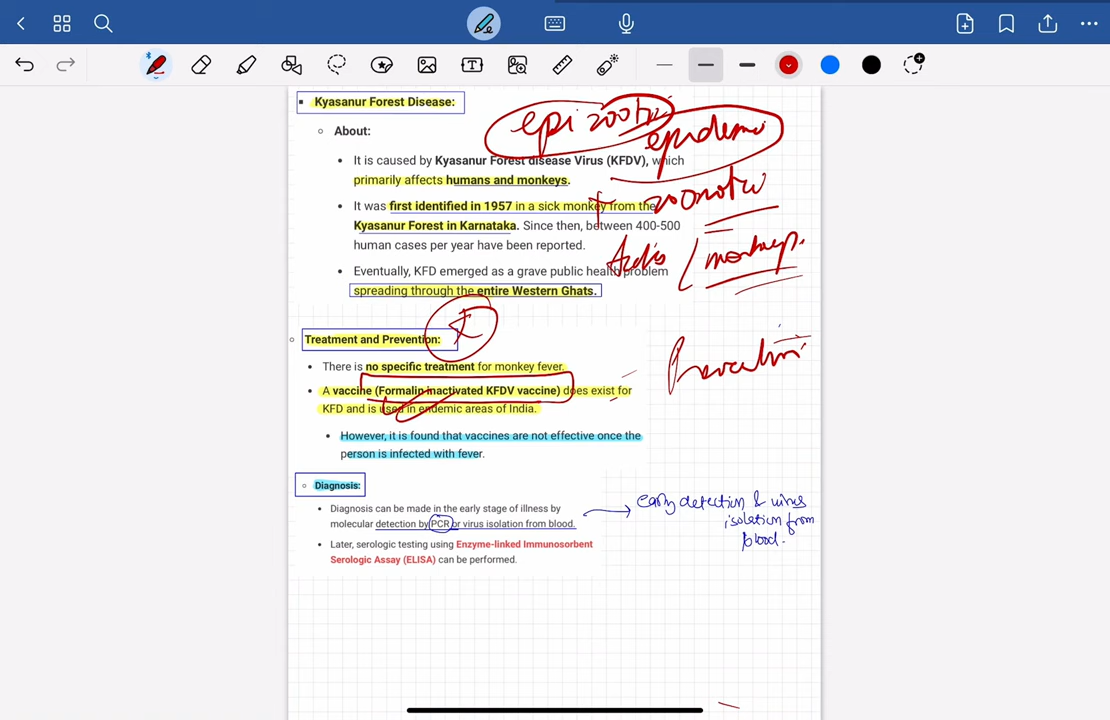 Kyasanur Forest Disease:
epizootic
epidemi
About:
It is caused by Kyasanur Forest disease Virus (KFDV), which
primarily affects humans and monkeys.
zoonotic
It was first identified in 1957 in a sick monkey from the
Kyasanur Forest in Karnataka. Since then, between 400-500
human cases per year have been reported.
monkeys.
Eventually, KFD emerged as a grave public health problem
spreading through the entire Western Ghats.
Treatment and Prevention:
There is no specific treatment for monkey fever.
A vaccine (Formalin inactivated KFDV vaccine) does exist for
KFD and is used in endemic areas of India.
However, it is found that vaccines are not effective once the
person is infected with fever.
Diagnosis:
Diagnosis can be made in the early stage of illness by
molecular detection by PCR or virus isolation from blood.
early detection & virus
isolation from
blood.
Later, serologic testing using Enzyme-linked Immunosorbent
Serologic Assay (ELISA) can be performed.